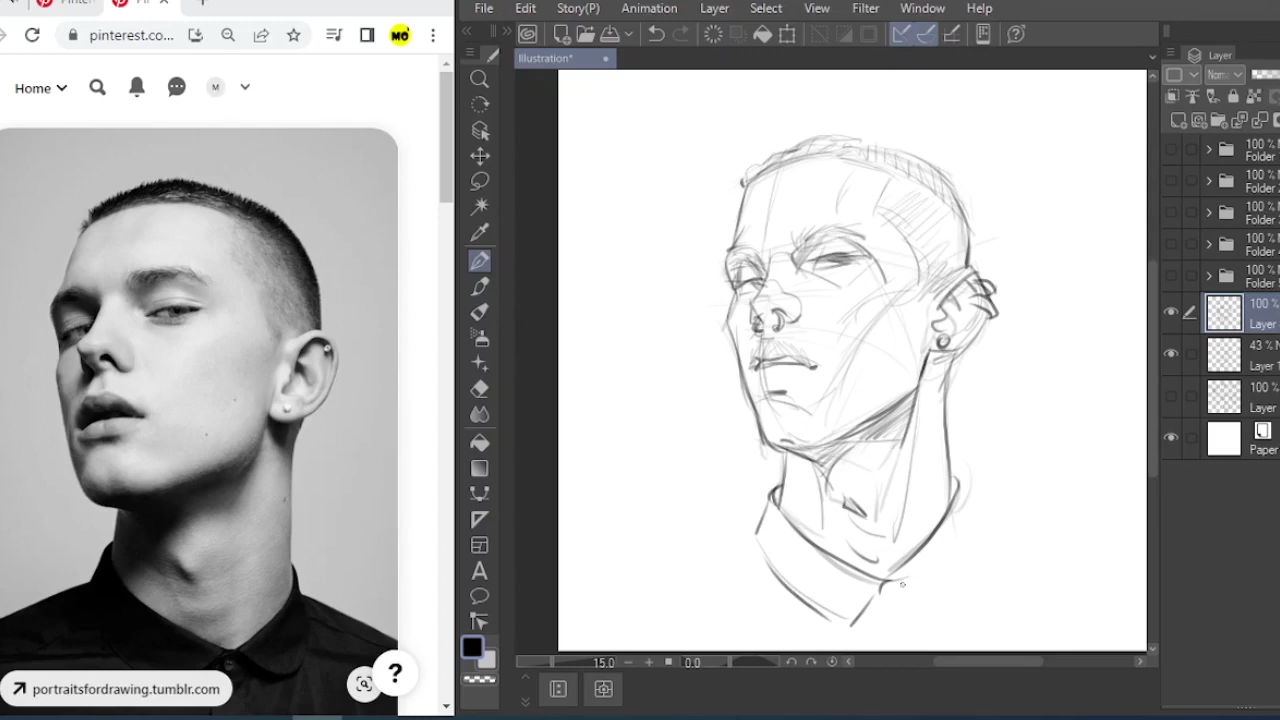 File Edit Story(P) Animation Layer Select View Filter Window Help
pinterest.co...
MO
Layer
Illustration*
Home
M
100 %
Folder
100 %
Folder
100 %
Folder
100 %
Folder
100 %
Folder
100 %
Layer
43 %
Layer 1
100 %
Layer
Paper
A
15.0
0.0
?
portraitsfordrawing.tumblr.com